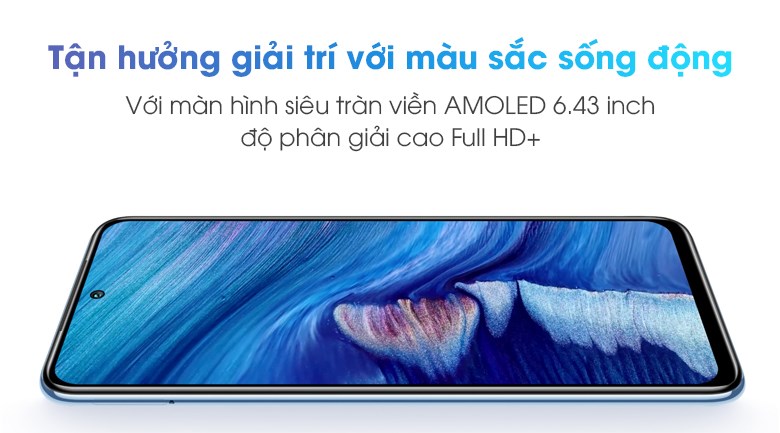 Tận hưởng giải trí với màu sắc sống động
Với màn hình siêu tràn viền AMOLED 6.43 inch
độ phân giải cao Full HD+